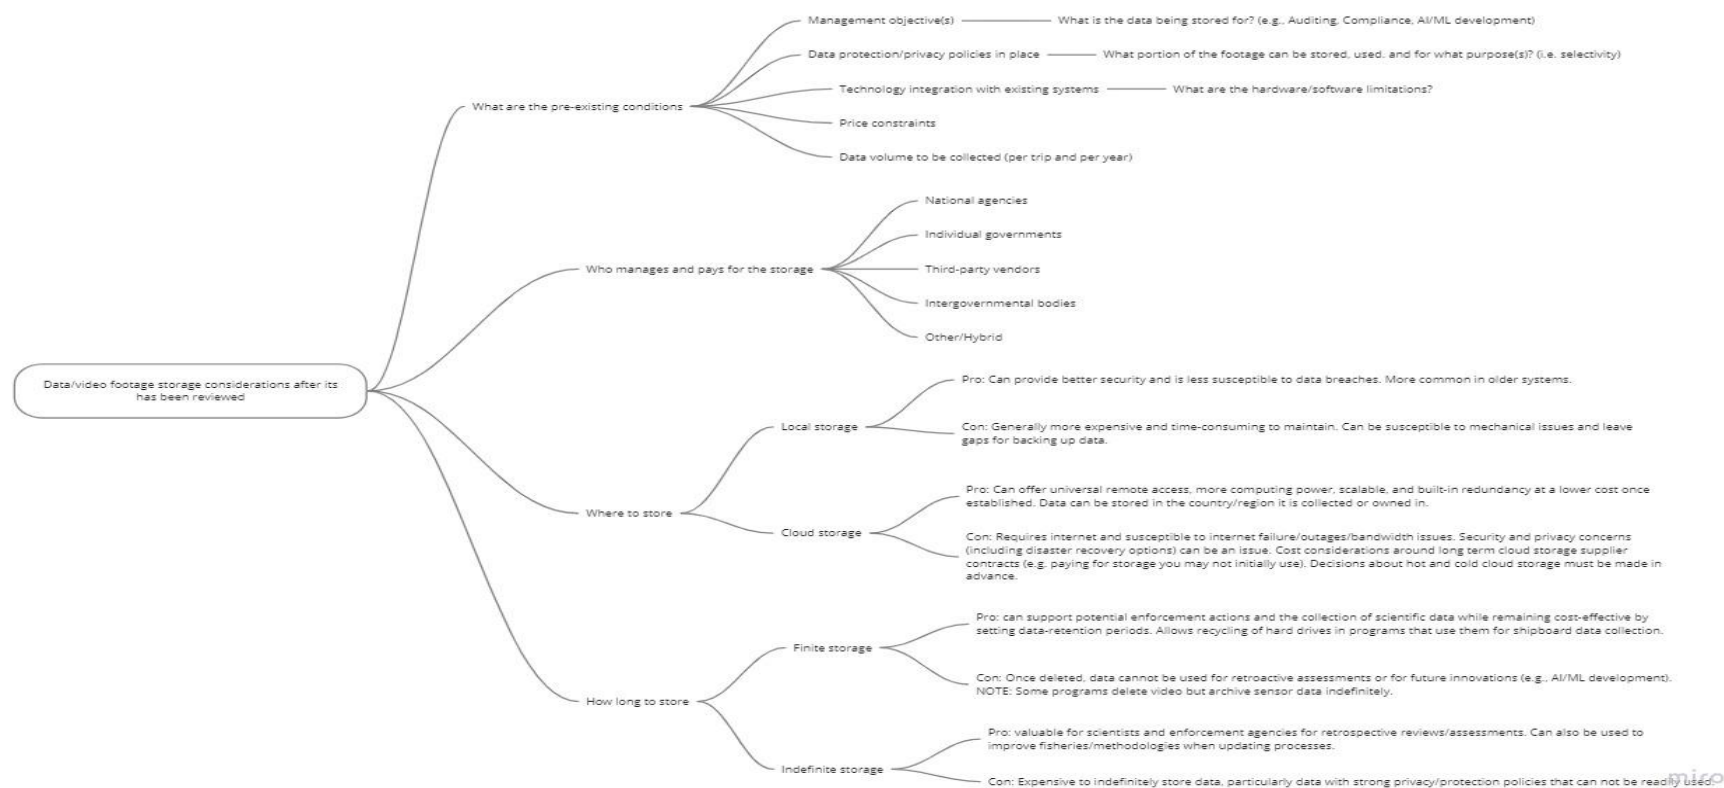 Management objective(s)
What is the data being stored for? (e.g., Auditing, Compliance, AI/ML development)
Data protection/privacy policies in place
What portion of the footage can be stored, used, and for what purpose(s)? (i.e. selectivity)
What are the pre-existing conditions
Technology integration with existing systems
What are the hardware/software limitations?
Price constraints
Data volume to be collected (per trip and per year)
National agencies
Individual governments
Who manages and pays for the storage
Third-party vendors
Intergovernmental bodies
Other/Hybrid
Data/video footage storage considerations after its
has been reviewed
Pro: Can provide better security and is less susceptible to data breaches. More common in older systems.
Local storage
Con: Generally more expensive and time-consuming to maintain. Can be susceptible to mechanical issues and leave
gaps for backing up data.
Where to store
Pro: Can offer universal remote access, more computing power, scalable, and built-in redundancy at a lower cost once
established. Data can be stored in the country/region it is collected or owned in.
Cloud storage
Con: Requires internet and susceptible to internet failure/outages/bandwidth issues. Security and privacy concerns
(including disaster recovery options) can be an issue. Cost considerations around long term cloud storage supplier
contracts (e.g. paying for storage you may not initially use). Decisions about hot and cold cloud storage must be made in
advance.
Pro: can support potential enforcement actions and the collection of scientific data while remaining cost-effective by
setting data-retention periods. Allows recycling of hard drives in programs that use them for shipboard data collection.
Finite storage
Con: Once deleted, data cannot be used for retroactive assessments or for future innovations (e.g., AI/ML development).
NOTE: Some programs delete video but archive sensor data indefinitely.
How long to store
Pro: valuable for scientists and enforcement agencies for retrospective reviews/assessments. Can also be used to
improve fisheries/methodologies when updating processes.
Indefinite storage
Con: Expensive to indefinitely store data, particularly data with strong privacy/protection policies that can not be readily used.
miro